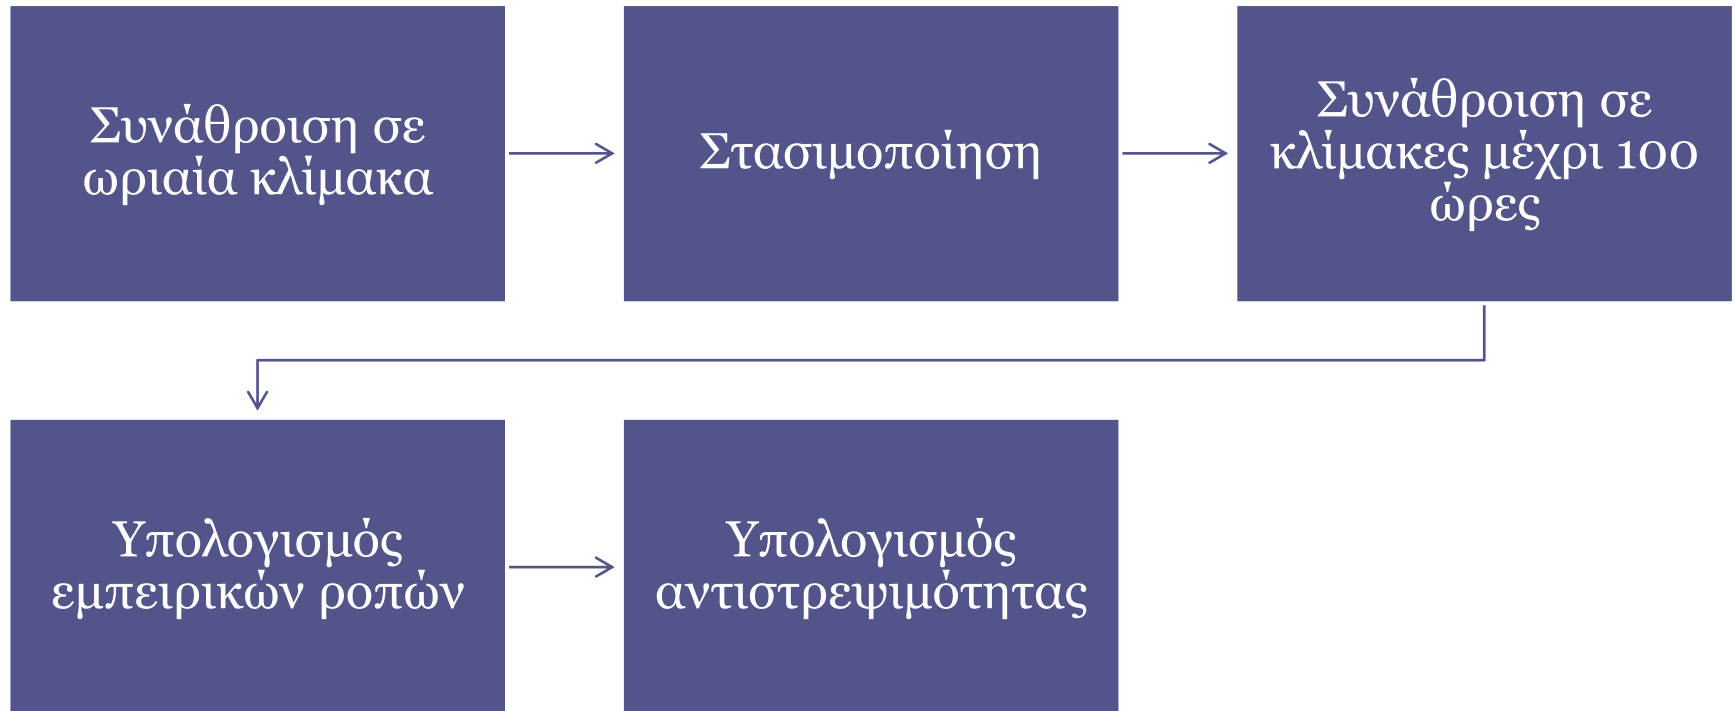 Συνάθροιση σε
ωριαία κλίμακα
Στασιμοποίηση
Συνάθροιση σε
κλίμακες μέχρι 100
ώρες
Υπολογισμός
εμπειρικών ροπών
Υπολογισμός
αντιστρεψιμότητας